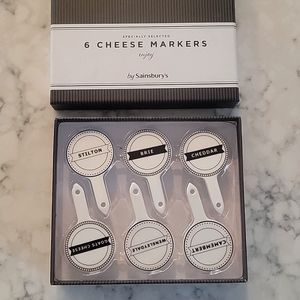 SPECIALLY SELECTED
6 CHEESE MARKERS
enjoy
by Sainsbury's
STILTON
BRIE
CHEDDAR
GOATS CHEESE
WENSLEYDALE
CAMEMBERT